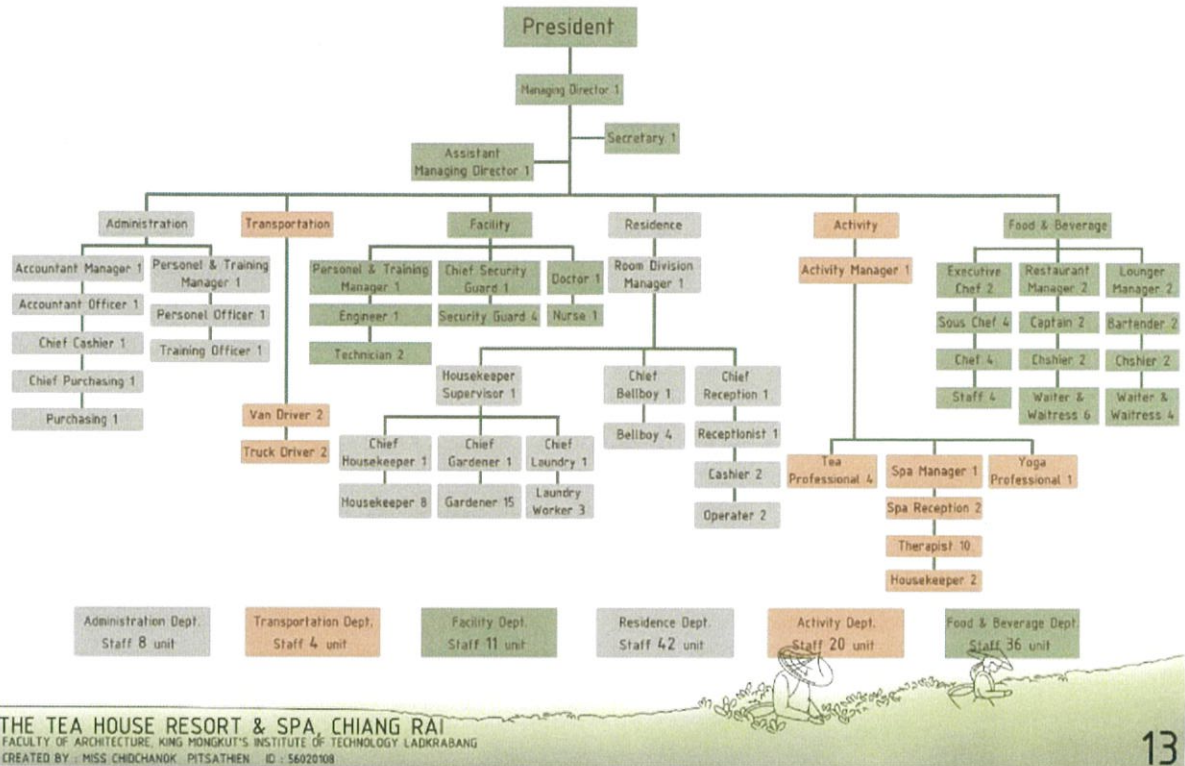 President
Managing Director 1
Secretary 1
Assistant
Managing Director 1
Administration
Transportation
Facility
Residence
Activity
Food & Beverage
Accountant Manager 1
Accountant Officer 1
Chief Cashier 1
Chief Purchasing 1
Purchasing 1
Personel & Training
Manager 1
Personel Officer 1
Training Officer 1
Van Driver 2
Truck Driver 2
Personel & Training
Manager 1
Engineer 1
Technician 2
Chief Security
Guard 1
Security Guard 4
Doctor 1
Nurse 1
Room Division
Manager 1
Housekeeper
Supervisor 1
Chief
Housekeeper 1
Housekeeper 8
Chief
Gardener 1
Gardener 15
Chief
Laundry 1
Laundry
Worker 3
Chief
Bellboy 1
Bellboy 4
Chief
Reception 1
Receptionist 1
Cashier 2
Operater 2
Activity Manager 1
Tea
Professional 4
Spa Manager 1
Spa Reception 2
Therapist 10
Housekeeper 2
Yoga
Professional 1
Executive
Chef 2
Sous Chef 4
Chef 4
Staff 4
Restaurant
Manager 2
Captain 2
Chshier 2
Waiter &
Waitress 6
Lounger
Manager 2
Bartender 2
Chshier 2
Waiter &
Waitress 4
Administration Dept.
Staff 8 unit
Transportation Dept.
Staff 4 unit
Facility Dept.
Staff 11 unit
Residence Dept.
Staff 42 unit
Activity Dept.
Staff 20 unit
Food & Beverage Dept.
Staff 36 unit
THE TEA HOUSE RESORT & SPA, CHIANG RAI
FACULTY OF ARCHITECTURE, KING MONGKUT'S INSTITUTE OF TECHNOLOGY LADKRABANG
CREATED BY : MISS CHIDCHANOK PITSATHIEN ID : 56020108
13